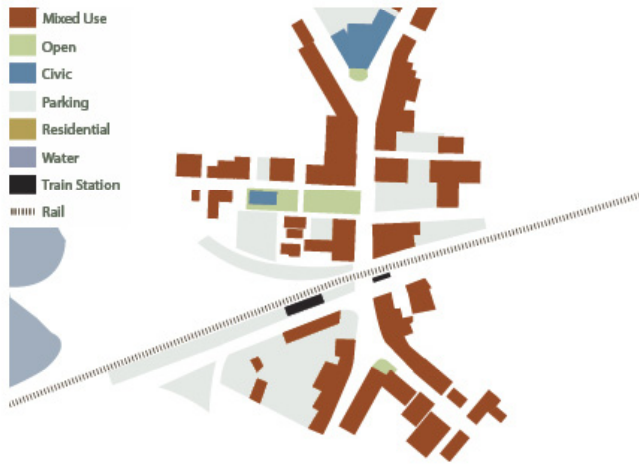 Mixed Use
Open
Civic
Parking
Residential
Water
Train Station
Rail